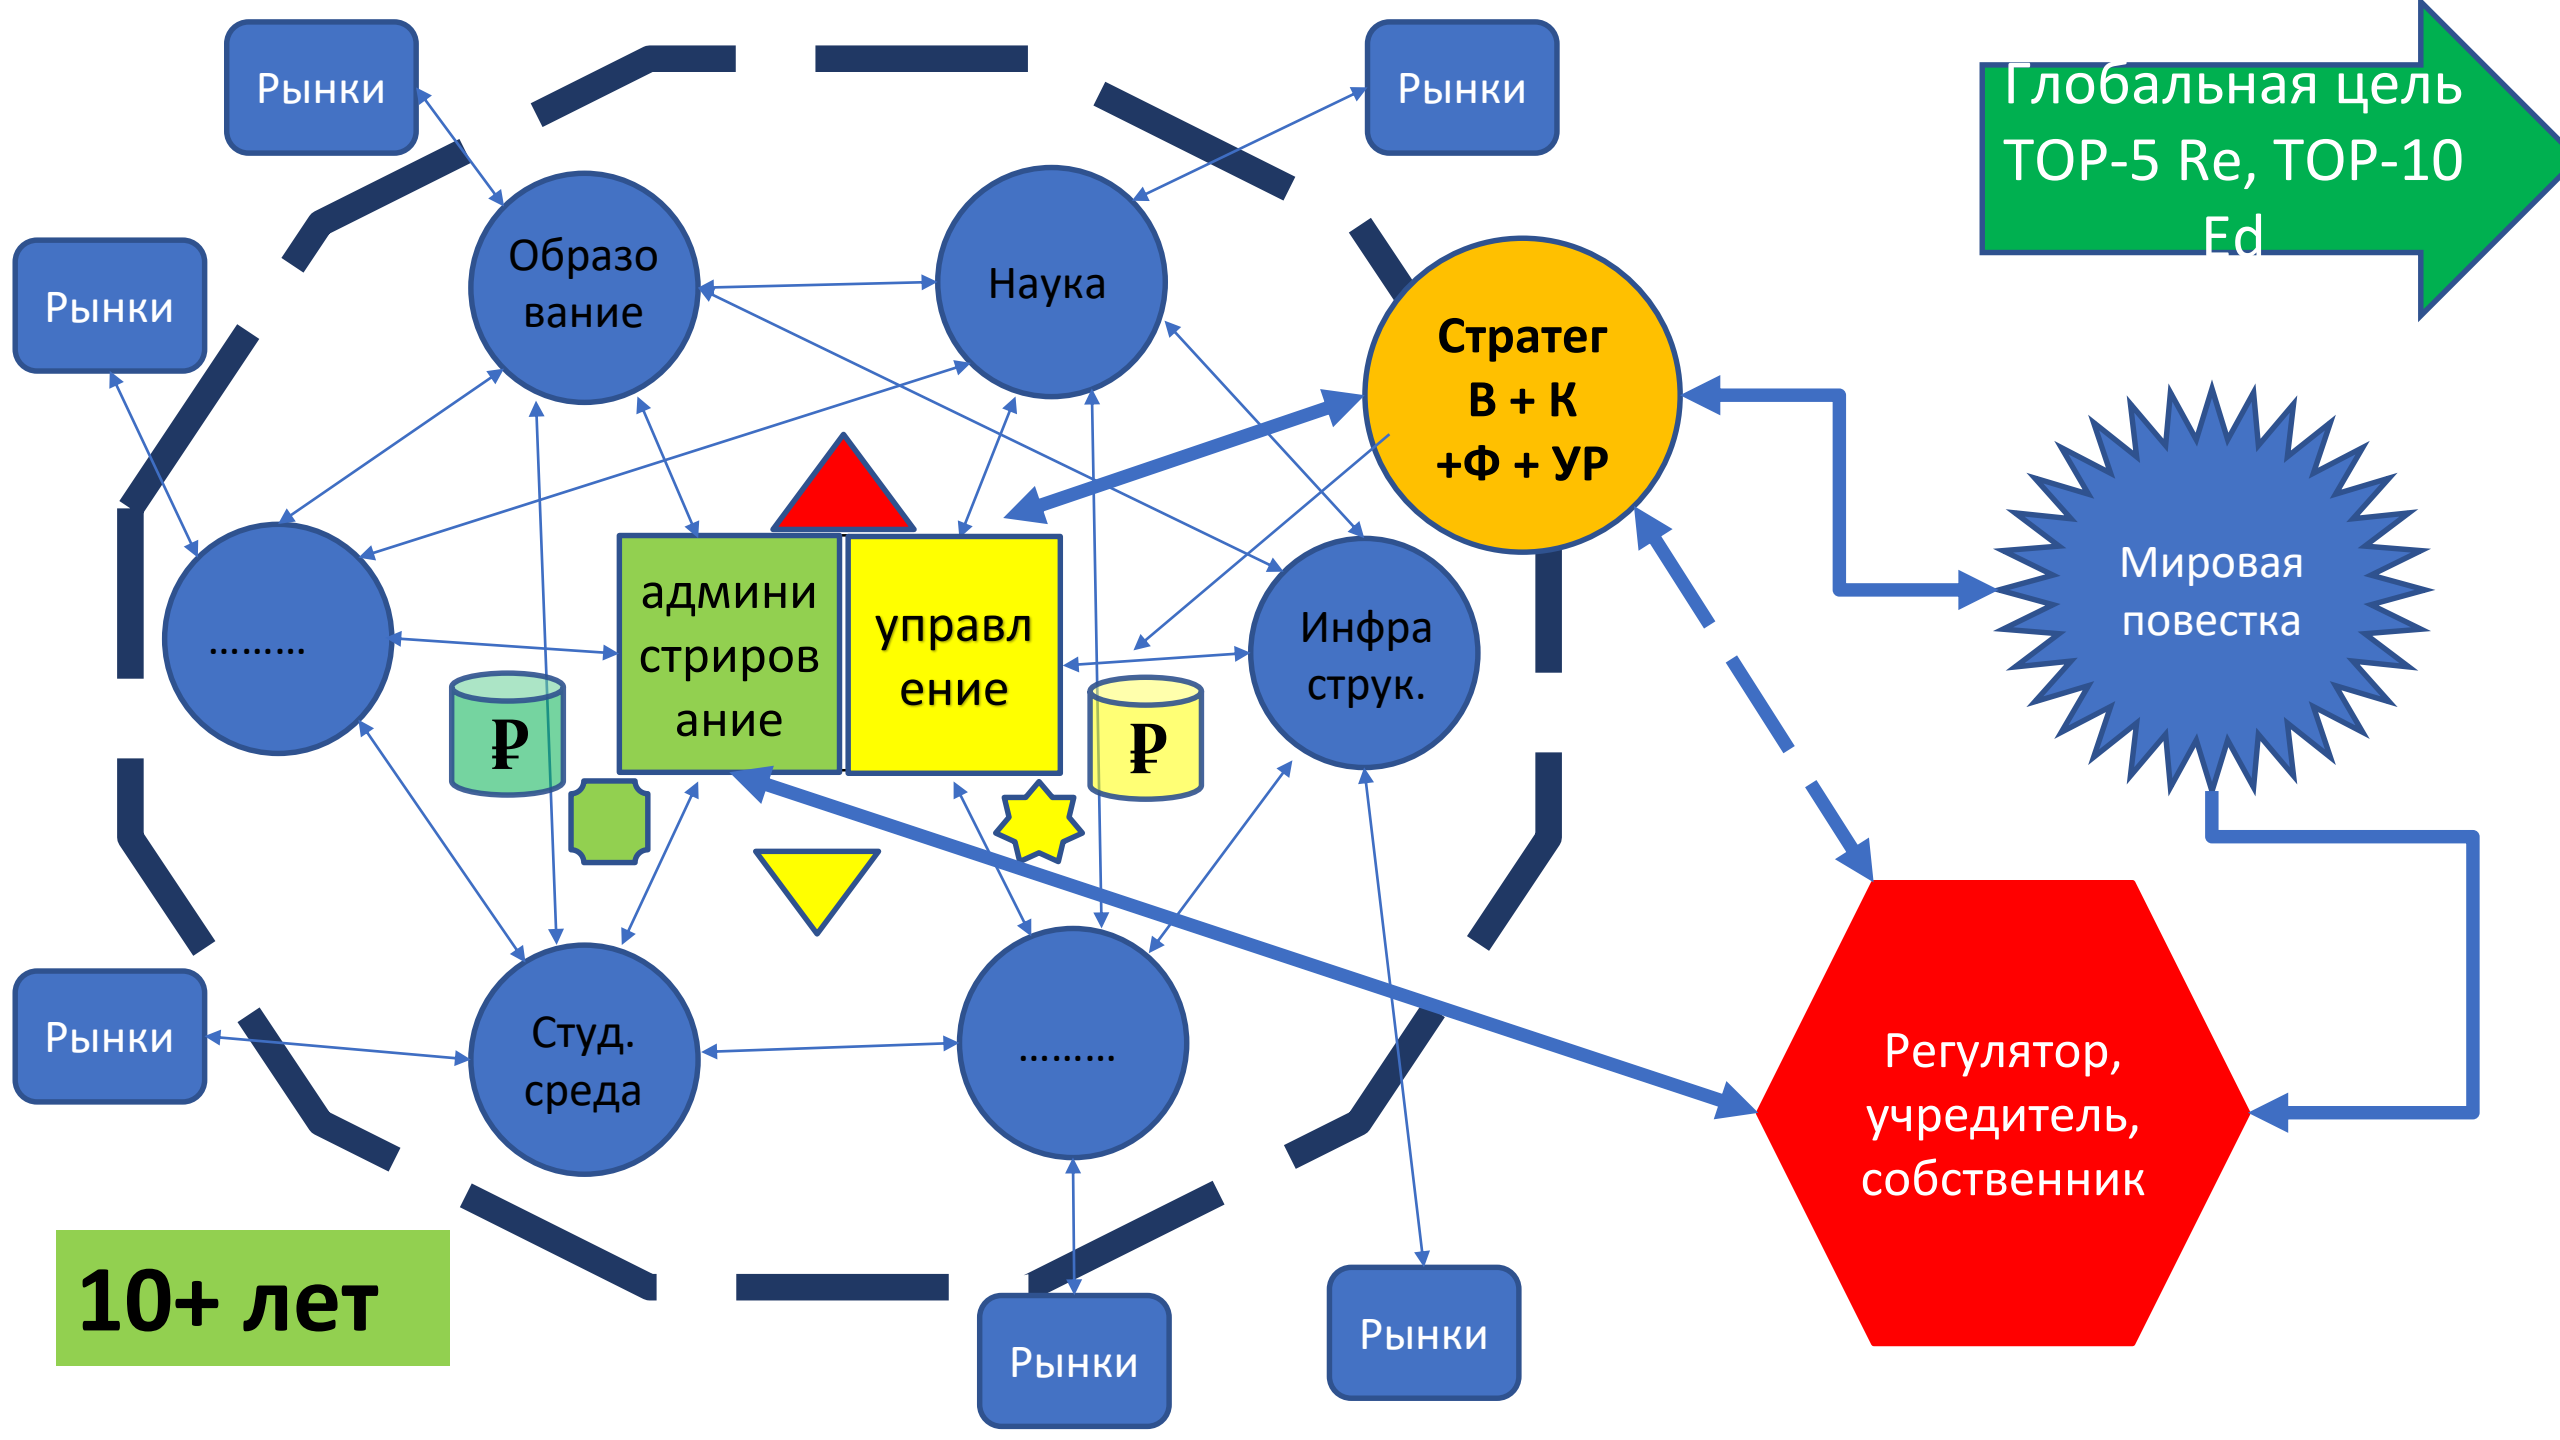 Рынки
Рынки
Глобальная цель
TOP-5 Re, TOP-10
Ed
Рынки
Образо
вание
Наука
Стратег
В + К
+Ф + УР
Мировая
повестка
………
админи
стриров
ание
управл
ение
Инфра
струк.
₽
₽
Рынки
Студ.
среда
………
Регулятор,
учредитель,
собственник
10+ лет
Рынки
Рынки